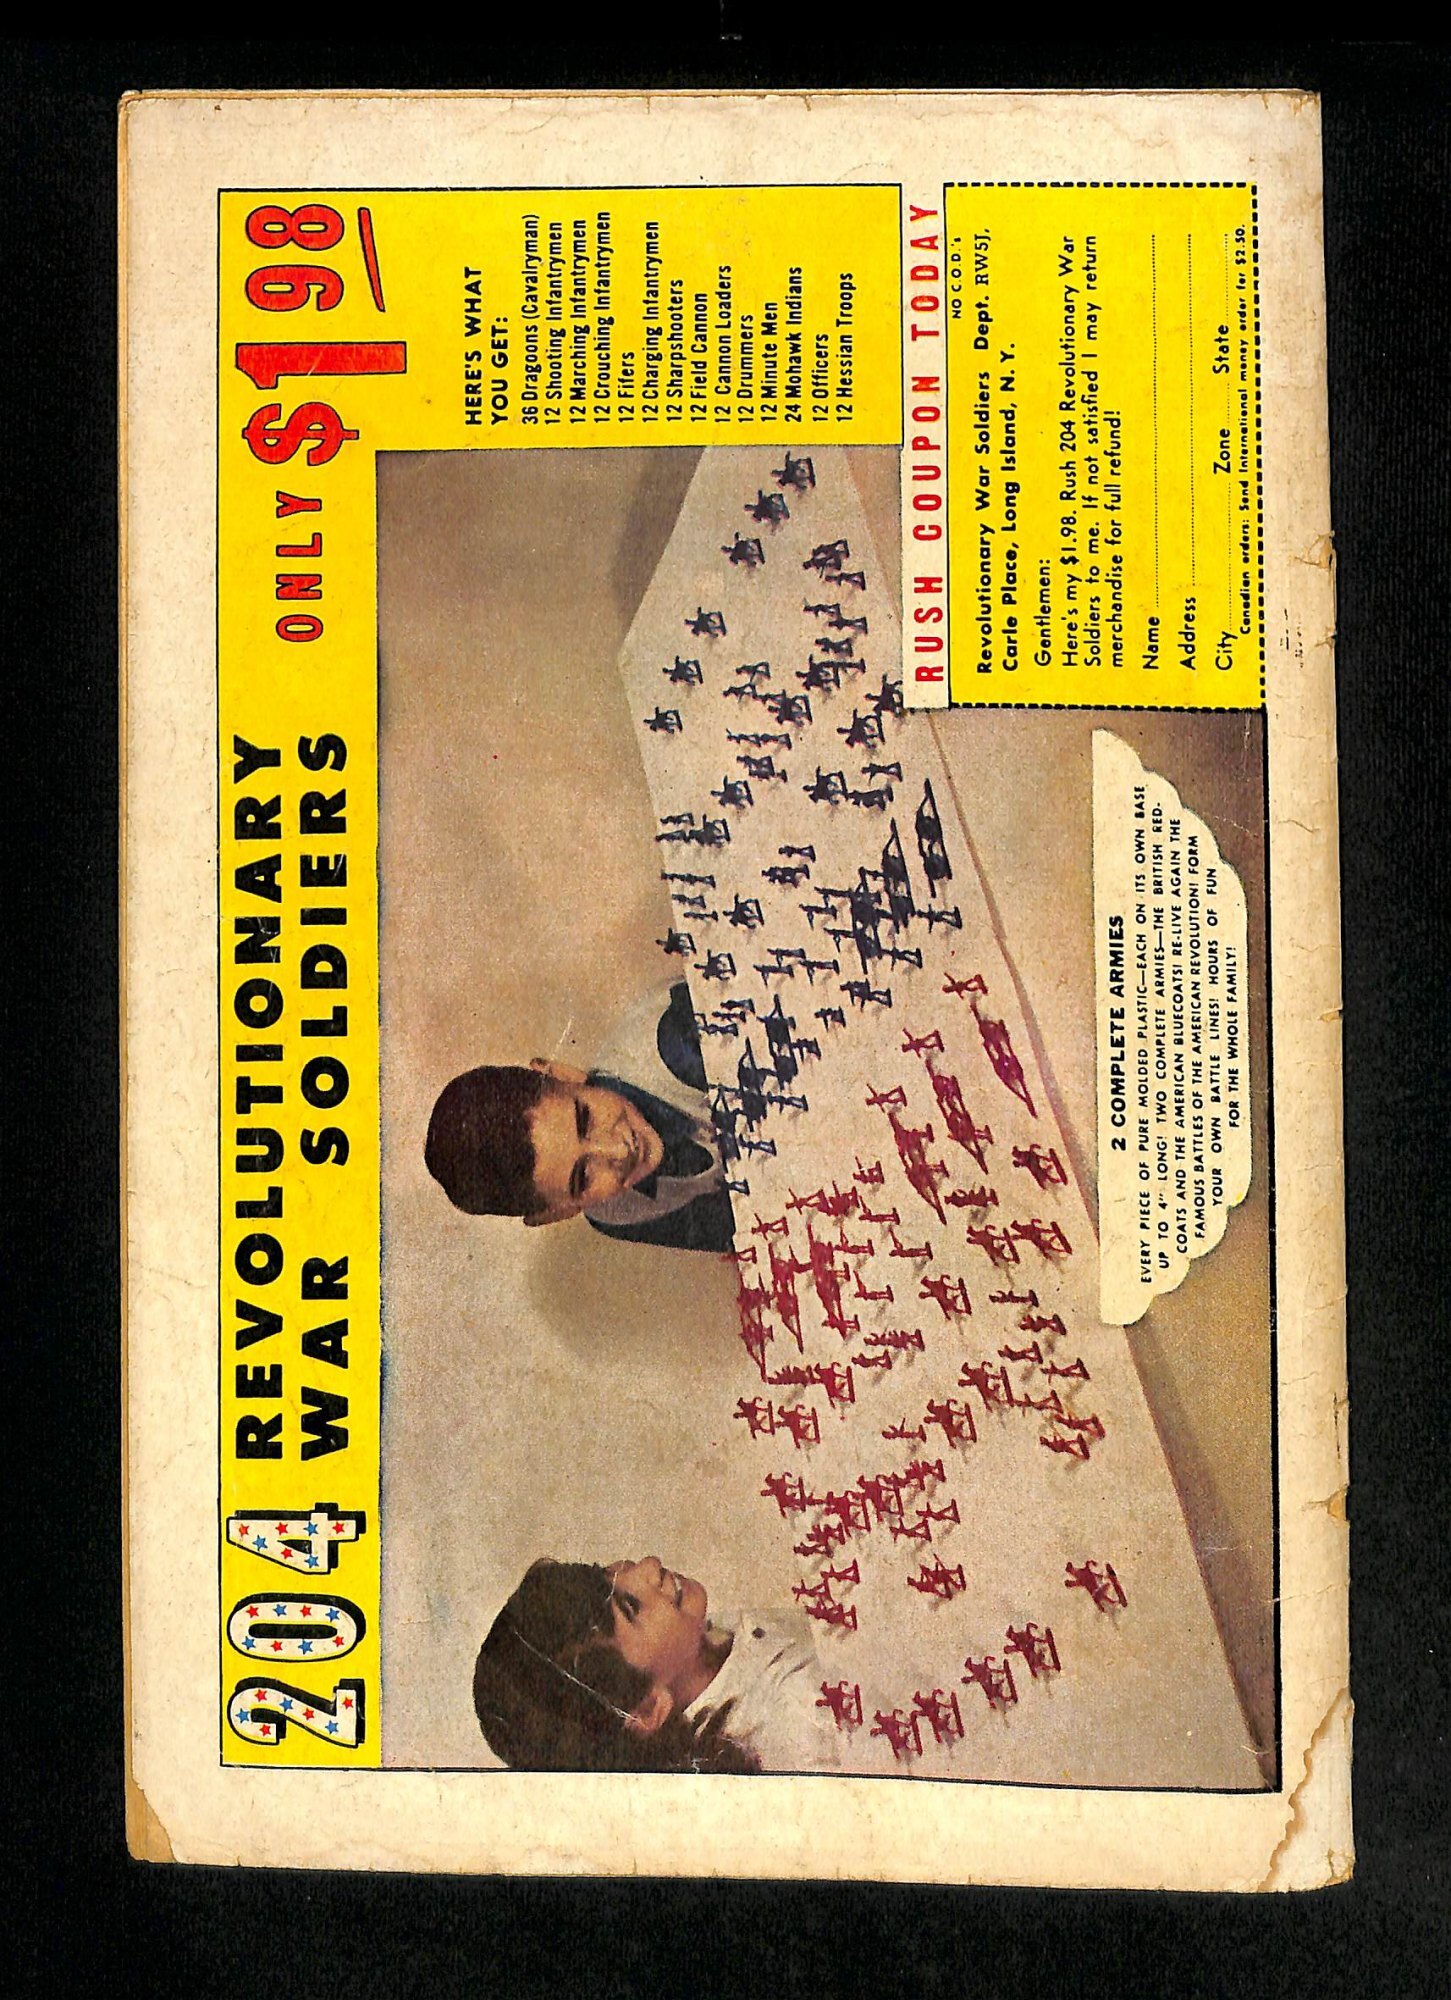 204 REVOLUTIONARY
WAR SOLDIERS
ONLY $1 98
HERE'S WHAT
YOU GET:
36 Dragoons (Cavalryman)
12 Shooting Infantrymen
12 Marching Infantrymen
12 Crouching Infantrymen
12 Fifers
12 Charging Infantrymen
12 Sharpshooters
12 Field Cannon
12 Cannon Loaders
12 Drummers
12 Minute Men
24 Mohawk Indians
12 Officers
12 Hessian Troops
RUSH COUPON TODAY
NO C.O.D.'s
Revolutionary War Soldiers Dept. RW5J,
Carle Place, Long Island, N. Y.
Gentlemen:
Here's my $1.98. Rush 204 Revolutionary War
Soldiers to me. If not satisfied I may return
merchandise for full refund!
Name
Address
City Zone State
Canadian orders: Send International money order for $2.50.
2 COMPLETE ARMIES
EVERY PIECE OF PURE MOLDED PLASTIC—EACH ON ITS OWN BASE
UP TO 4" LONG! TWO COMPLETE ARMIES—THE BRITISH RED-
COATS AND THE AMERICAN BLUECOATS! RE-LIVE AGAIN THE
FAMOUS BATTLES OF THE AMERICAN REVOLUTION! FORM
YOUR OWN BATTLE LINES! HOURS OF FUN
FOR THE WHOLE FAMILY!